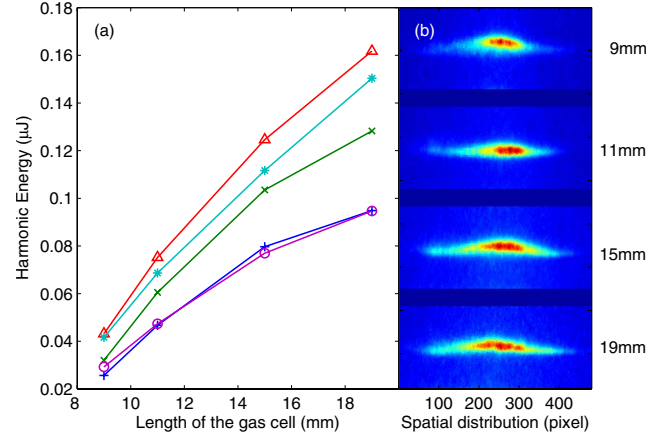 0.18
0.16
0.14
0.12
0.1
0.08
0.06
0.04
0.02
Harmonic Energy (µJ)
(a)
8 10 12 14 16 18
Length of the gas cell (mm)
(b)
9mm
11mm
15mm
19mm
100 200 300 400
Spatial distribution (pixel)